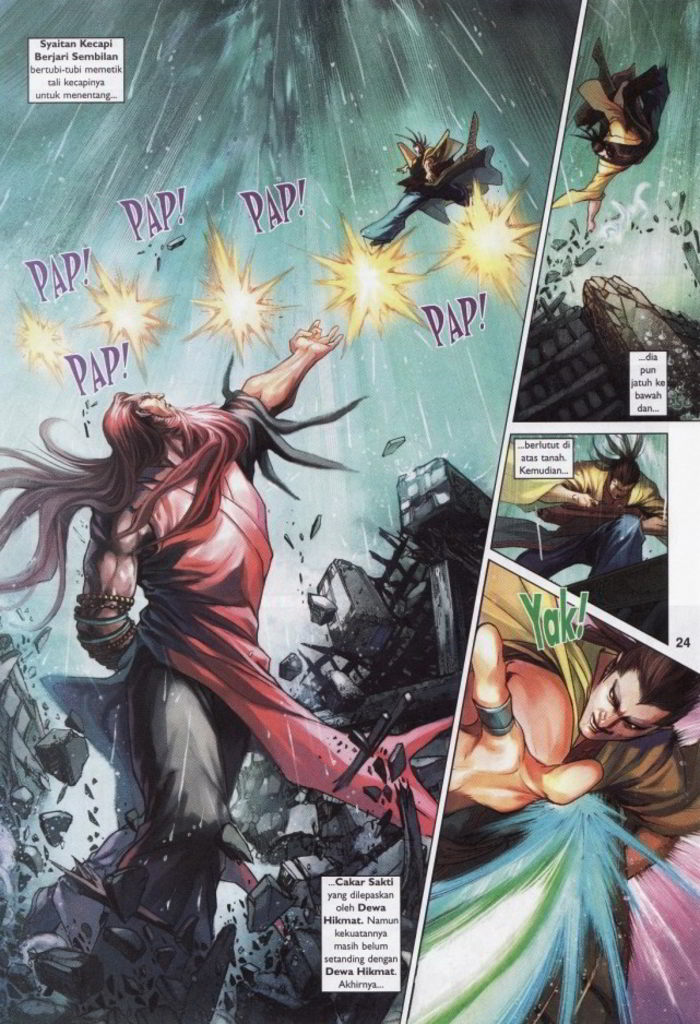 Syaitan Kecapi
Berjari Sembilan
bertubi-tubi memetik
tali kecapinya
untuk menentang...
PAP!
PAP!
PAP!
PAP!
PAP!
...Cakar Sakti
yang dilepaskan
oleh Dewa
Hikmat. Namun
kekuatannya
masih belum
setanding dengan
Dewa Hikmat.
Akhirnya...
...dia
pun
jatuh ke
bawah
dan...
...berlutut di
atas tanah.
Kemudian...
Yak!
24